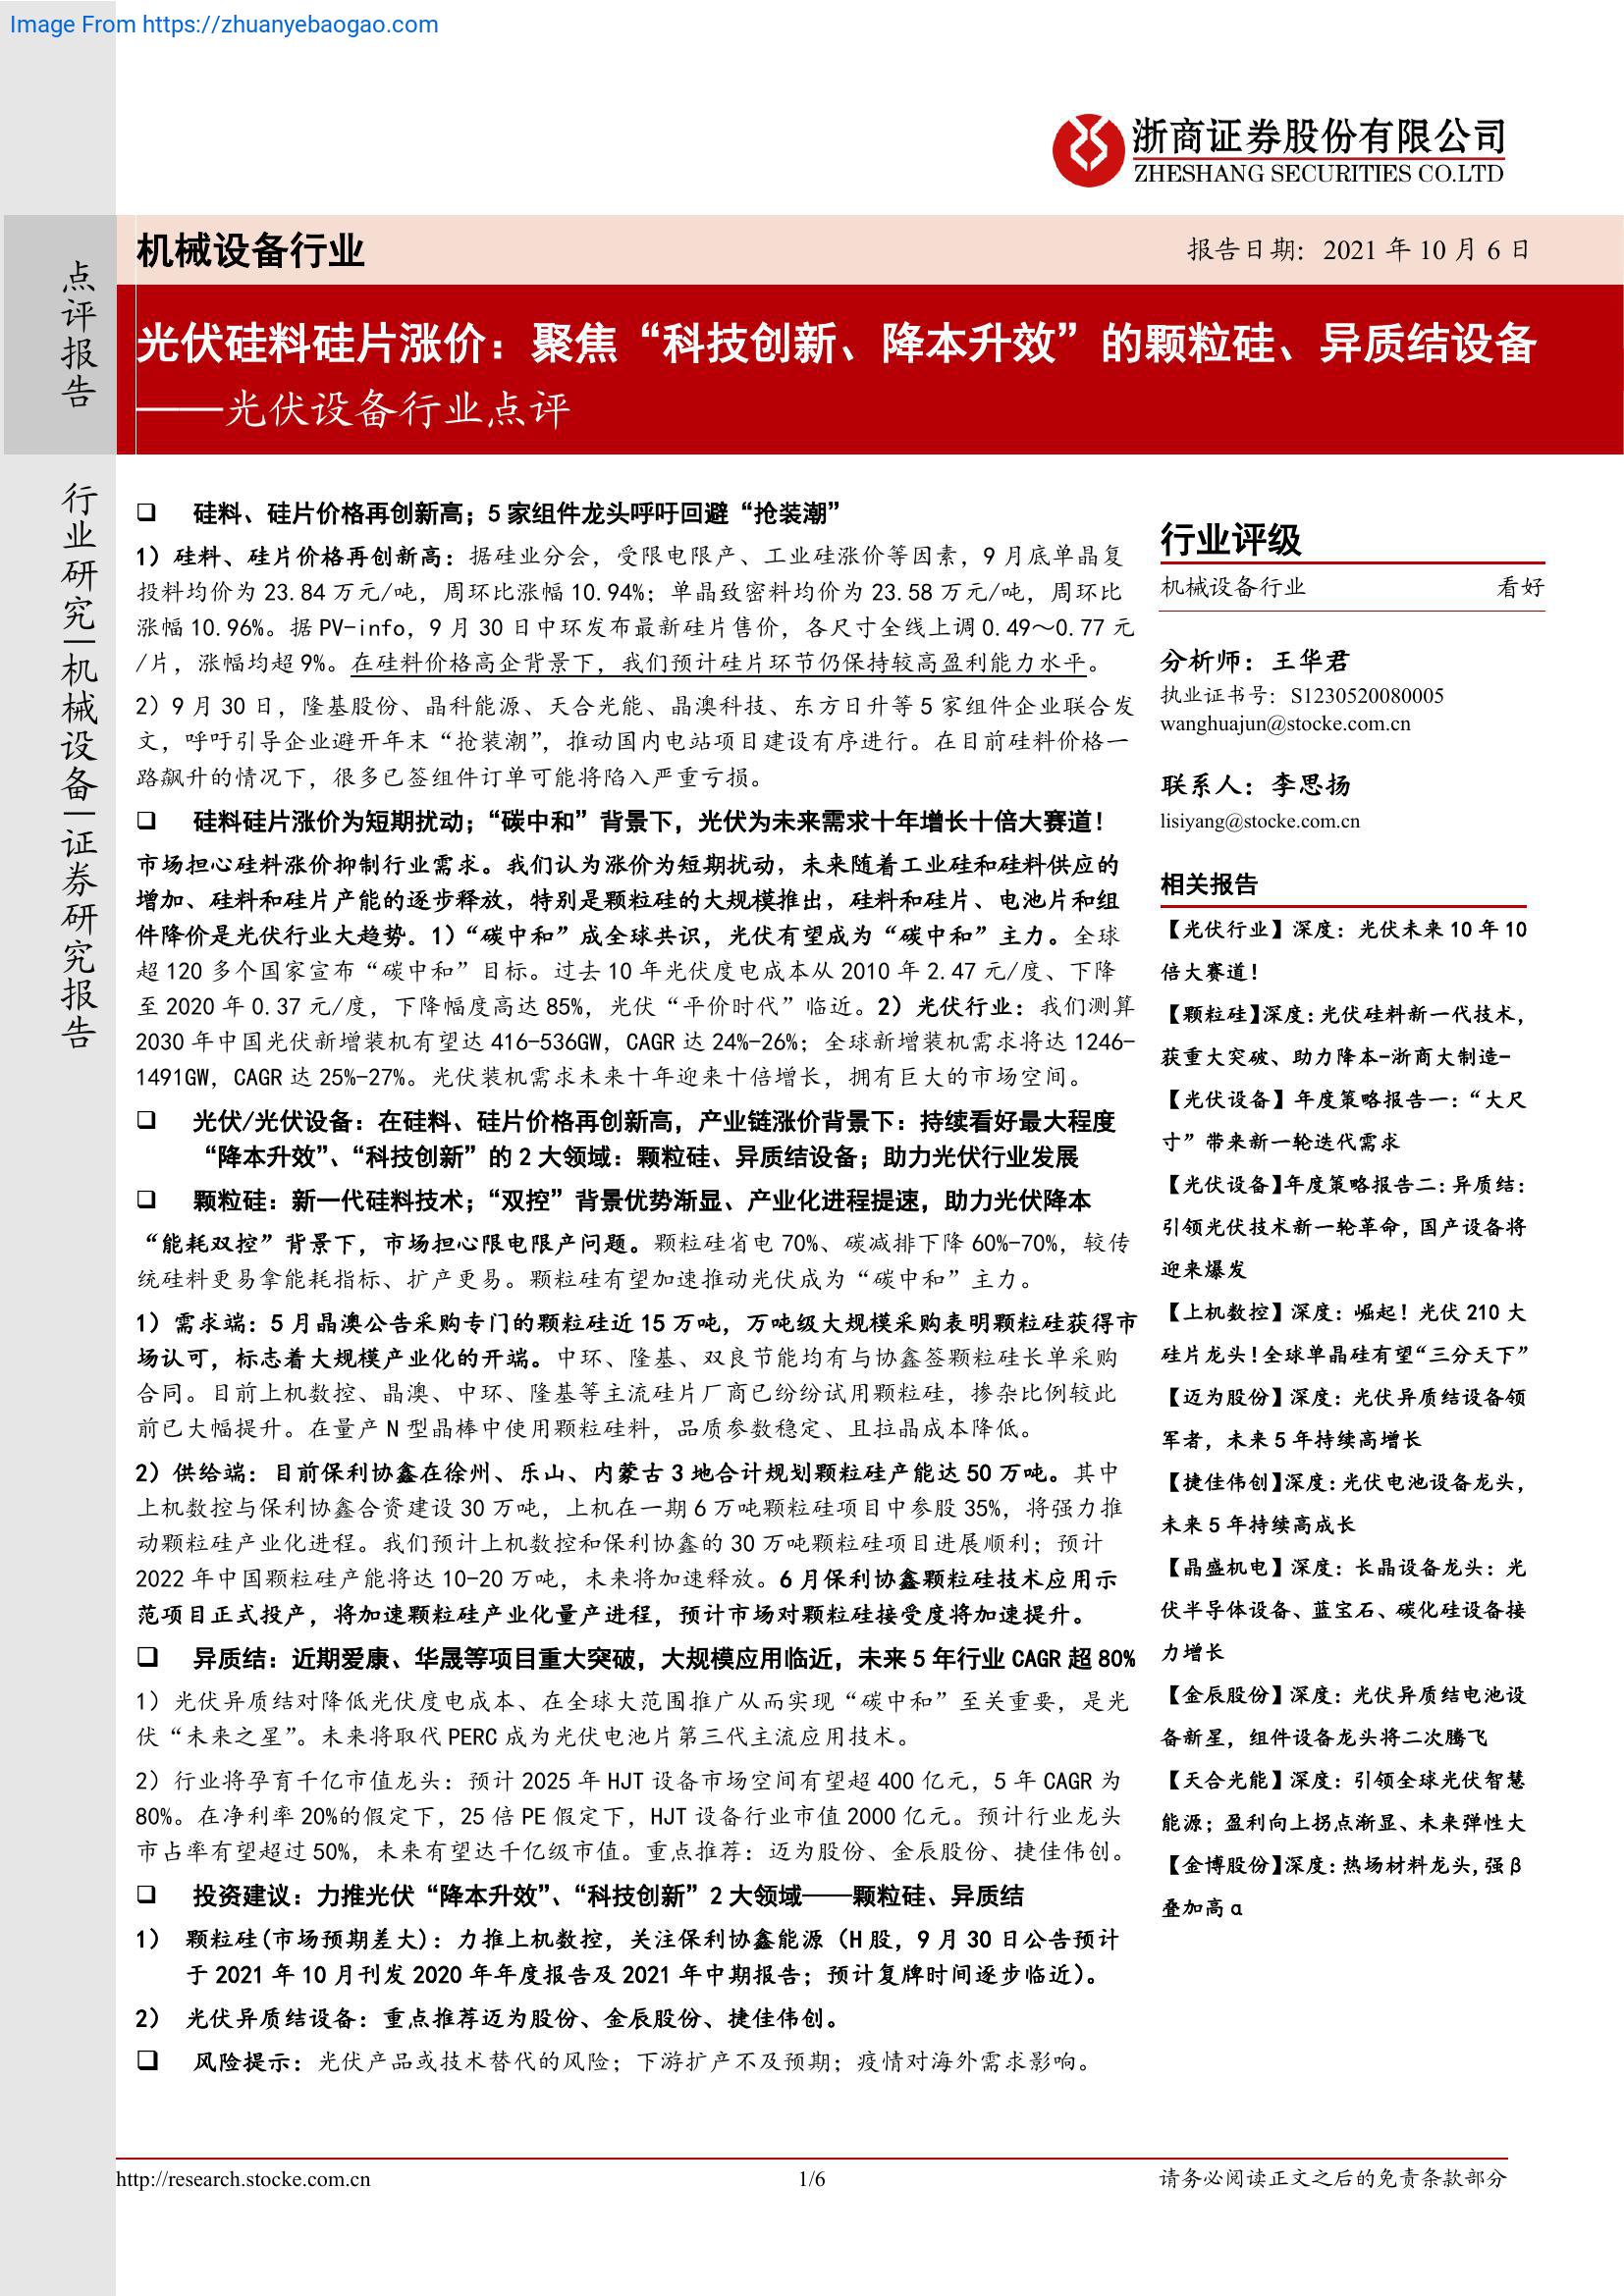 Image From https://zhuanyebaogao.com
浙商证券股份有限公司
ZHESHANG SECURITIES CO.LTD
点评报告
行业研究|机械设备|证券研究报告
机械设备行业
报告日期：2021 年 10 月 6 日
光伏硅料硅片涨价：聚焦“科技创新、降本升效”的颗粒硅、异质结设备
——光伏设备行业点评
❑ 硅料、硅片价格再创新高；5 家组件龙头呼吁回避“抢装潮”
1）硅料、硅片价格再创新高：据硅业分会，受限电限产、工业硅涨价等因素，9 月底单晶复
投料均价为 23.84 万元/吨，周环比涨幅 10.94%；单晶致密料均价为 23.58 万元/吨，周环比
涨幅 10.96%。据 PV-info，9 月 30 日中环发布最新硅片售价，各尺寸全线上调 0.49～0.77 元
/片，涨幅均超 9%。在硅料价格高企背景下，我们预计硅片环节仍保持较高盈利能力水平。
2）9 月 30 日，隆基股份、晶科能源、天合光能、晶澳科技、东方日升等 5 家组件企业联合发
文，呼吁引导企业避开年末“抢装潮”，推动国内电站项目建设有序进行。在目前硅料价格一
路飙升的情况下，很多已签组件订单可能将陷入严重亏损。
❑ 硅料硅片涨价为短期扰动；“碳中和”背景下，光伏为未来需求十年增长十倍大赛道！
市场担心硅料涨价抑制行业需求。我们认为涨价为短期扰动，未来随着工业硅和硅料供应的
增加、硅料和硅片产能的逐步释放，特别是颗粒硅的大规模推出，硅料和硅片、电池片和组
件降价是光伏行业大趋势。1）“碳中和”成全球共识，光伏有望成为“碳中和”主力。全球
超 120 多个国家宣布“碳中和”目标。过去 10 年光伏度电成本从 2010 年 2.47 元/度、下降
至 2020 年 0.37 元/度，下降幅度高达 85%，光伏“平价时代”临近。2）光伏行业：我们测算
2030 年中国光伏新增装机有望达 416-536GW，CAGR 达 24%-26%；全球新增装机需求将达 1246-
1491GW，CAGR 达 25%-27%。光伏装机需求未来十年迎来十倍增长，拥有巨大的市场空间。
❑ 光伏/光伏设备：在硅料、硅片价格再创新高，产业链涨价背景下：持续看好最大程度
“降本升效”、“科技创新”的 2 大领域：颗粒硅、异质结设备；助力光伏行业发展
❑ 颗粒硅：新一代硅料技术；“双控”背景优势渐显、产业化进程提速，助力光伏降本
“能耗双控”背景下，市场担心限电限产问题。颗粒硅省电 70%、碳减排下降 60%-70%，较传
统硅料更易拿能耗指标、扩产更易。颗粒硅有望加速推动光伏成为“碳中和”主力。
1）需求端：5 月晶澳公告采购专门的颗粒硅近 15 万吨，万吨级大规模采购表明颗粒硅获得市
场认可，标志着大规模产业化的开端。中环、隆基、双良节能均有与协鑫签颗粒硅长单采购
合同。目前上机数控、晶澳、中环、隆基等主流硅片厂商已纷纷试用颗粒硅，掺杂比例较此
前已大幅提升。在量产 N 型晶棒中使用颗粒硅料，品质参数稳定、且拉晶成本降低。
2）供给端：目前保利协鑫在徐州、乐山、内蒙古 3 地合计规划颗粒硅产能达 50 万吨。其中
上机数控与保利协鑫合资建设 30 万吨，上机在一期 6 万吨颗粒硅项目中参股 35%，将强力推
动颗粒硅产业化进程。我们预计上机数控和保利协鑫的 30 万吨颗粒硅项目进展顺利；预计
2022 年中国颗粒硅产能将达 10-20 万吨，未来将加速释放。6 月保利协鑫颗粒硅技术应用示
范项目正式投产，将加速颗粒硅产业化量产进程，预计市场对颗粒硅接受度将加速提升。
❑ 异质结：近期爱康、华晟等项目重大突破，大规模应用临近，未来 5 年行业 CAGR 超 80%
1）光伏异质结对降低光伏度电成本、在全球大范围推广从而实现“碳中和”至关重要，是光
伏“未来之星”。未来将取代 PERC 成为光伏电池片第三代主流应用技术。
2）行业将孕育千亿市值龙头：预计 2025 年 HJT 设备市场空间有望超 400 亿元，5 年 CAGR 为
80%。在净利率 20%的假定下，25 倍 PE 假定下，HJT 设备行业市值 2000 亿元。预计行业龙头
市占率有望超过 50%，未来有望达千亿级市值。重点推荐：迈为股份、金辰股份、捷佳伟创。
❑ 投资建议：力推光伏“降本升效”、“科技创新”2 大领域——颗粒硅、异质结
1） 颗粒硅(市场预期差大)：力推上机数控，关注保利协鑫能源（H 股，9 月 30 日公告预计
于 2021 年 10 月刊发 2020 年年度报告及 2021 年中期报告；预计复牌时间逐步临近）。
2） 光伏异质结设备：重点推荐迈为股份、金辰股份、捷佳伟创。
❑ 风险提示：光伏产品或技术替代的风险；下游扩产不及预期；疫情对海外需求影响。
行业评级
机械设备行业 看好
分析师：王华君
执业证书号：S1230520080005
wanghuajun@stocke.com.cn
联系人：李思扬
lisiyang@stocke.com.cn
相关报告
【光伏行业】深度：光伏未来 10 年 10
倍大赛道！
【颗粒硅】深度：光伏硅料新一代技术，
获重大突破、助力降本-浙商大制造-
【光伏设备】年度策略报告一：“大尺
寸”带来新一轮迭代需求
【光伏设备】年度策略报告二：异质结：
引领光伏技术新一轮革命，国产设备将
迎来爆发
【上机数控】深度：崛起！光伏 210 大
硅片龙头！全球单晶硅有望“三分天下”
【迈为股份】深度：光伏异质结设备领
军者，未来 5 年持续高增长
【捷佳伟创】深度：光伏电池设备龙头，
未来 5 年持续高成长
【晶盛机电】深度：长晶设备龙头：光
伏半导体设备、蓝宝石、碳化硅设备接
力增长
【金辰股份】深度：光伏异质结电池设
备新星，组件设备龙头将二次腾飞
【天合光能】深度：引领全球光伏智慧
能源；盈利向上拐点渐显、未来弹性大
【金博股份】深度：热场材料龙头,强 β
叠加高 α
http://research.stocke.com.cn
1/6
请务必阅读正文之后的免责条款部分